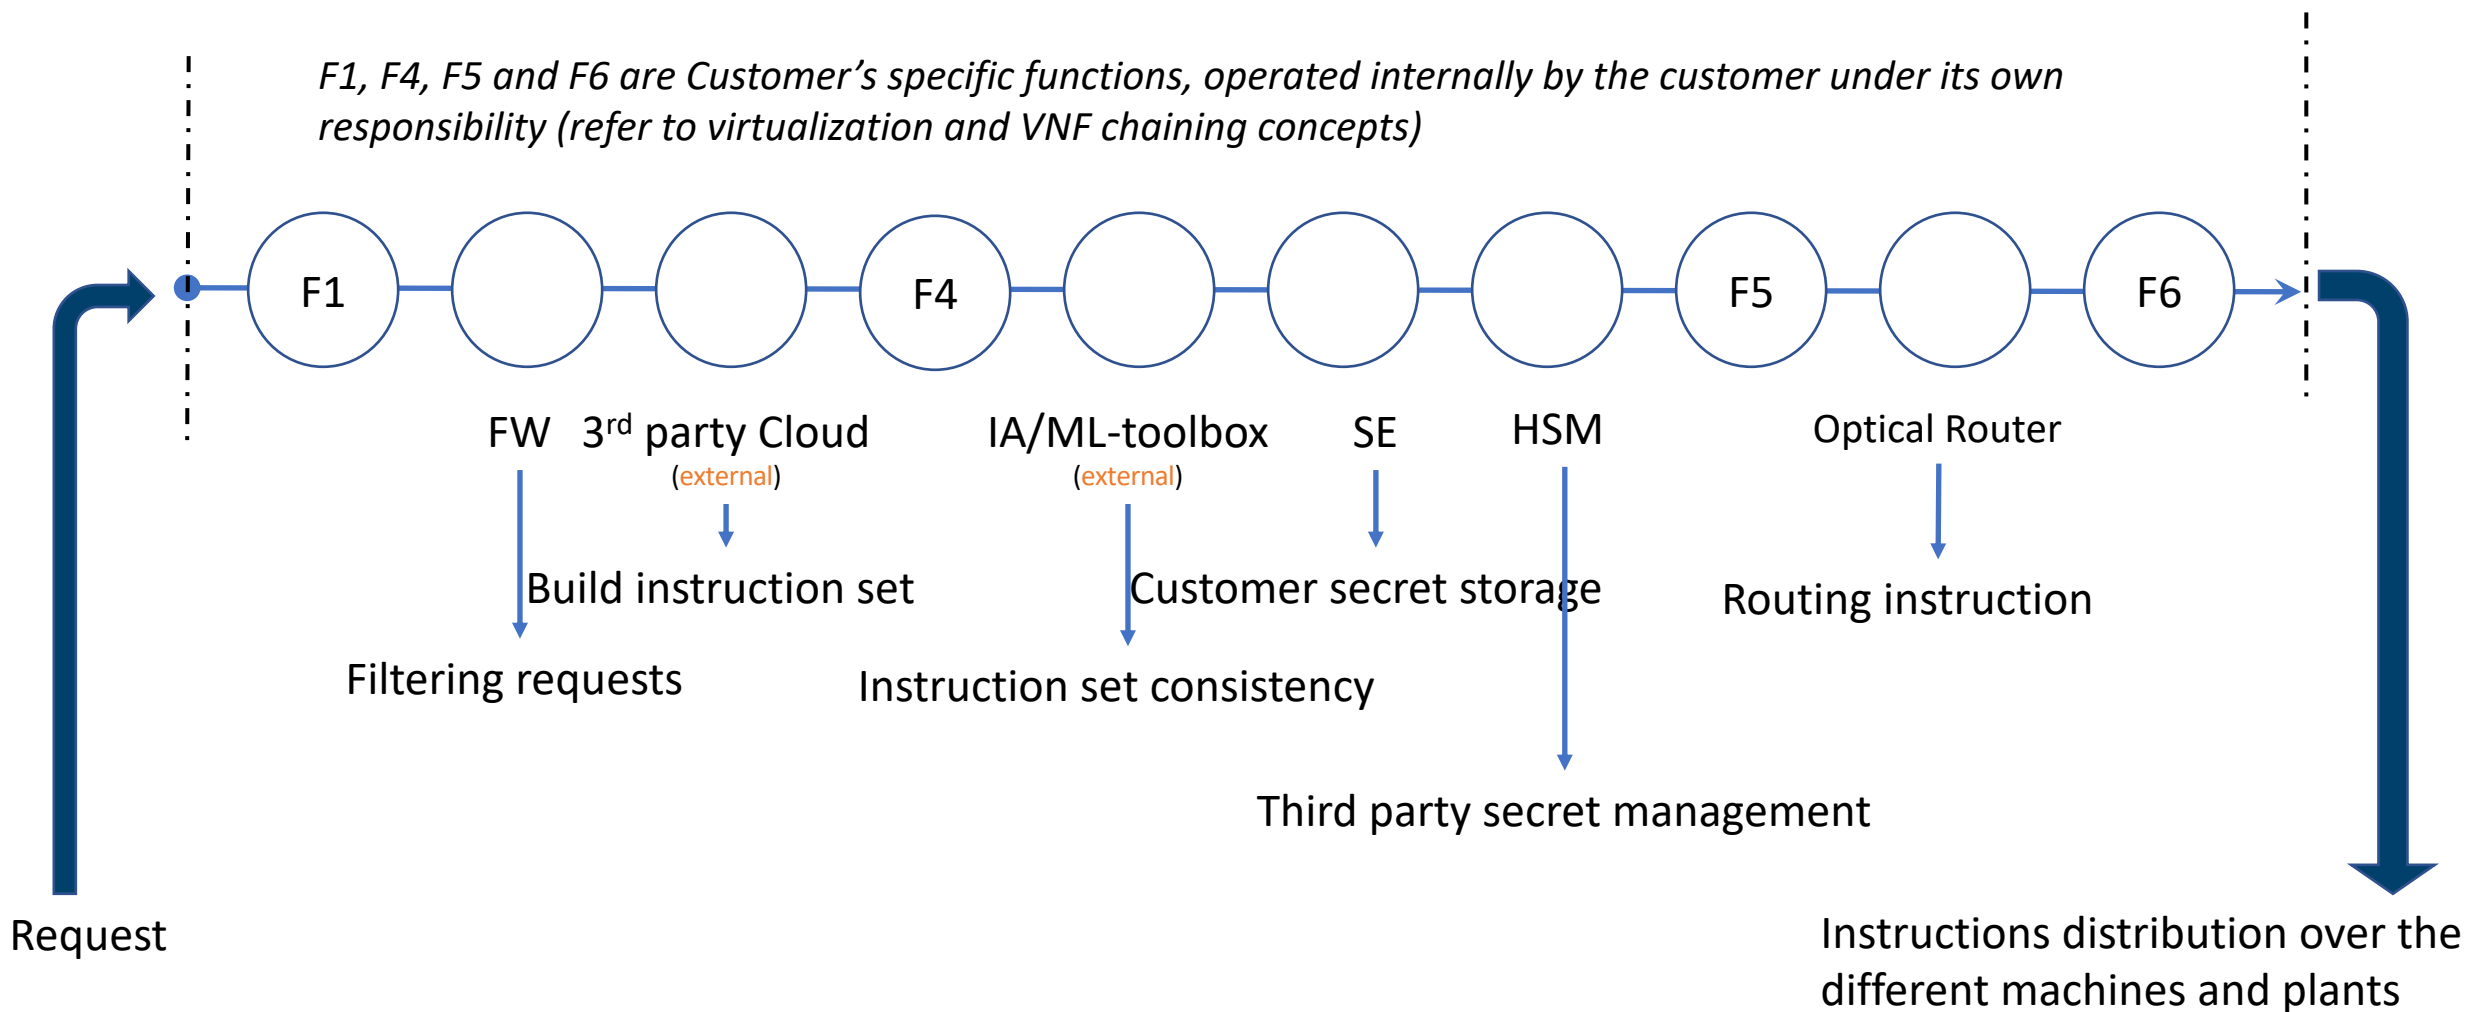 F1, F4, F5 and F6 are Customer’s specific functions, operated internally by the customer under its own
responsibility (refer to virtualization and VNF chaining concepts)
F1
F4
F5
F6
FW
3rd party Cloud
(external)
IA/ML-toolbox
(external)
SE
HSM
Optical Router
Build instruction set
Customer secret storage
Routing instruction
Filtering requests
Instruction set consistency
Third party secret management
Request
Instructions distribution over the
different machines and plants